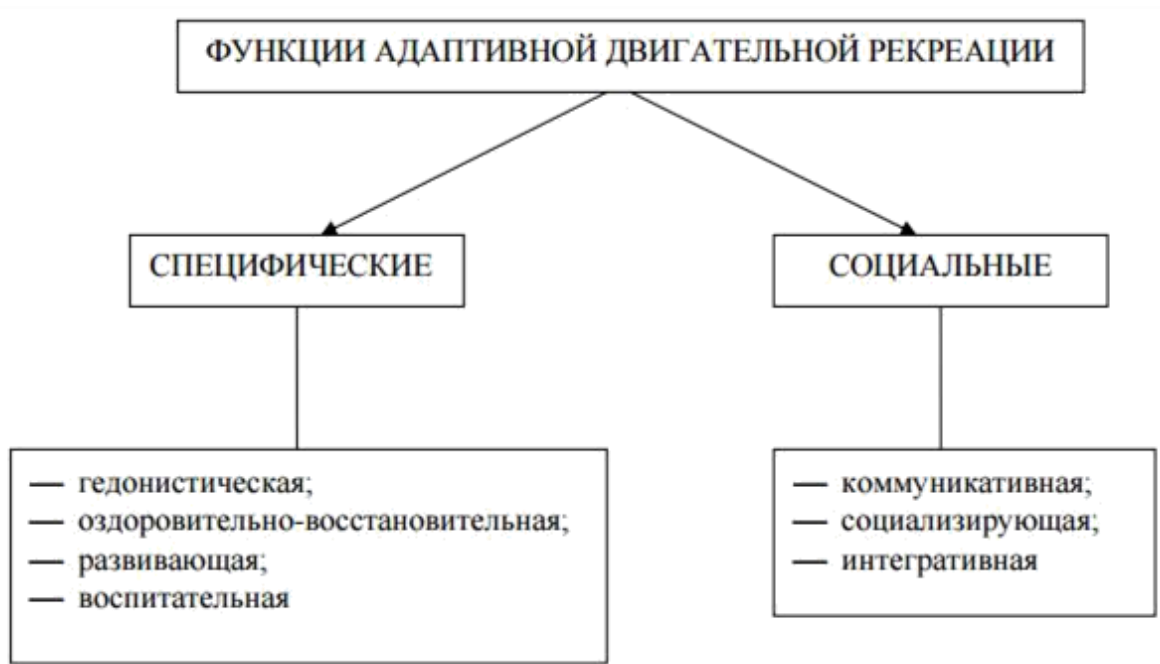 ФУНКЦИИ АДАПТИВНОЙ ДВИГАТЕЛЬНОЙ РЕКРЕАЦИИ
СПЕЦИФИЧЕСКИЕ
СОЦИАЛЬНЫЕ
— гедонистическая;
— оздоровительно-восстановительная;
— развивающая;
— воспитательная
— коммуникативная;
— социализирующая;
— интегративная